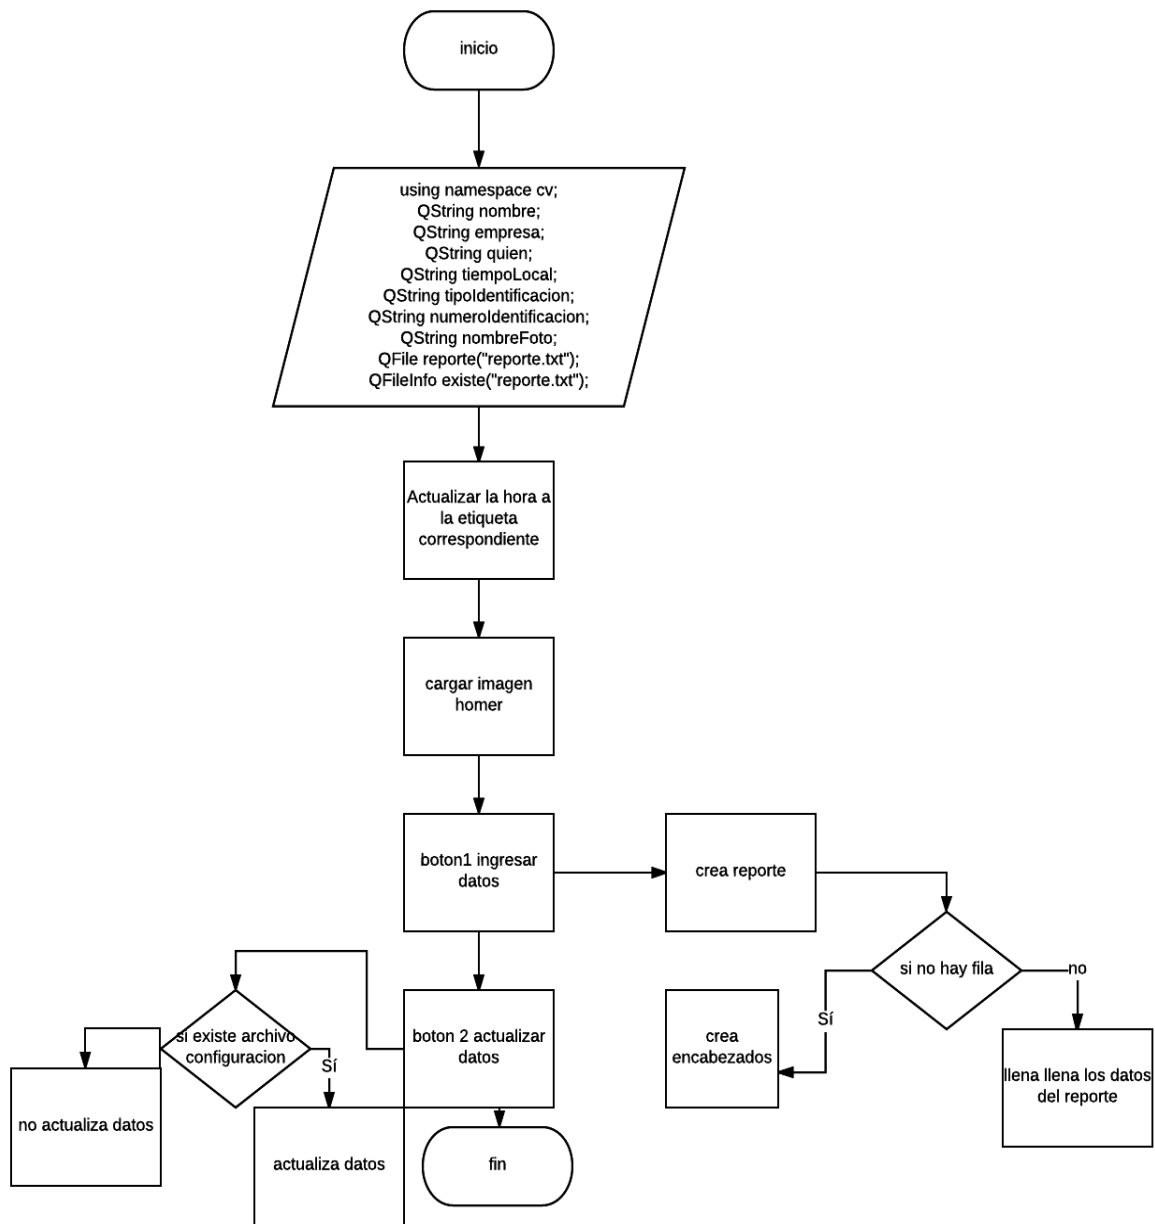 inicio
using namespace cv;
QString nombre;
QString empresa;
QString quien;
QString tiempoLocal;
QString tipoIdentificacion;
QString numeroIdentificacion;
QString nombreFoto;
QFile reporte("reporte.txt");
QFileInfo existe("reporte.txt");
Actualizar la hora a
la etiqueta
correspondiente
cargar imagen
homer
boton1 ingresar
datos
crea reporte
si no hay fila
no
Sí
crea
encabezados
llena llena los datos
del reporte
boton 2 actualizar
datos
si existe archivo
configuracion
Sí
no actualiza datos
actualiza datos
fin